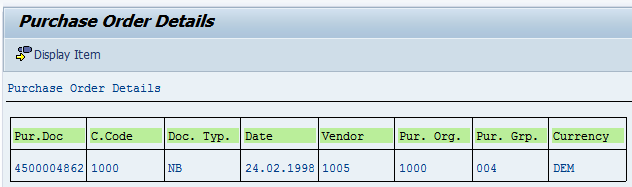 Purchase Order Details
Display Item
Purchase Order Details
Pur.Doc C.Code Doc. Typ. Date Vendor Pur. Org. Pur. Grp. Currency
4500004862 1000 NB 24.02.1998 1005 1000 004 DEM